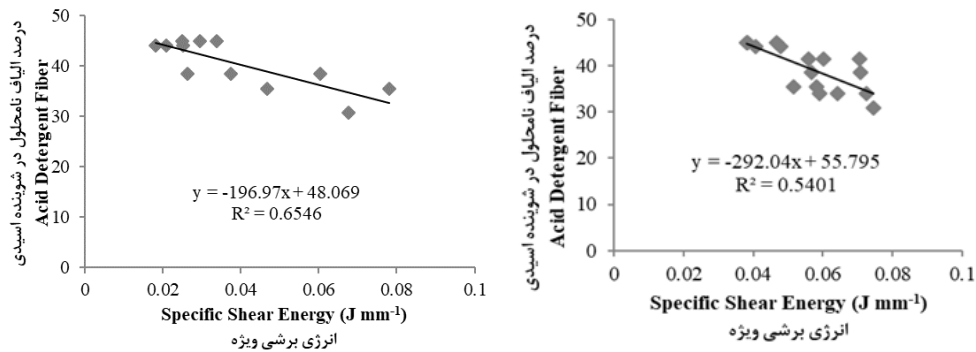 درصد الیاف نامحلول در شوینده اسیدی
Acid Detergent Fiber
50
40
30
20
10
0
y = -196.97x + 48.069
R² = 0.6546
0 0.02 0.04 0.06 0.08 0.1
Specific Shear Energy (J mm⁻¹)
انرژی برشی ویژه
درصد الیاف نامحلول در شوینده اسیدی
Acid Detergent Fiber
50
40
30
20
10
0
y = -292.04x + 55.795
R² = 0.5401
0 0.02 0.04 0.06 0.08 0.1
Specific Shear Energy (J mm⁻¹)
انرژی برشی ویژه